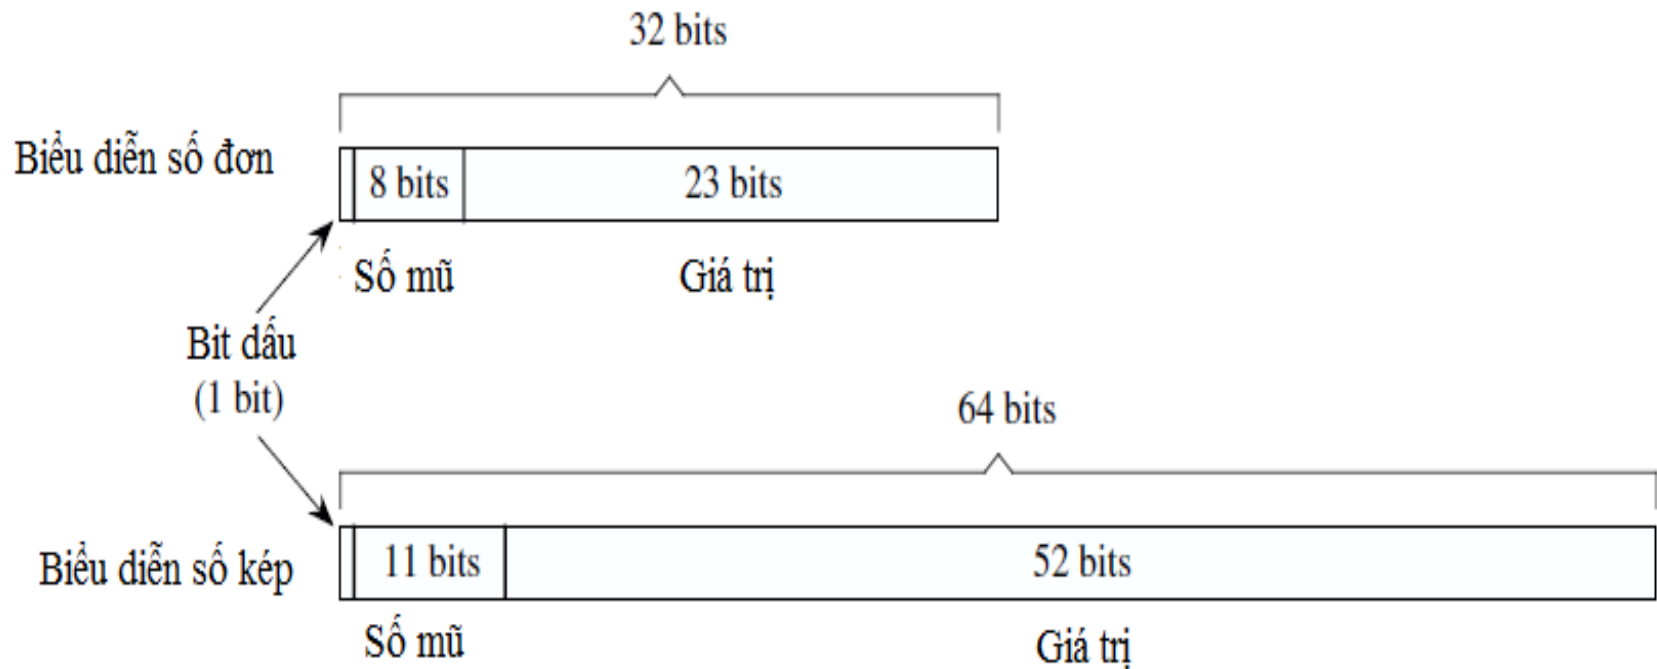 32 bits
Biểu diễn số đơn
8 bits
23 bits
Số mũ
Giá trị
Bit dấu
(1 bit)
64 bits
Biểu diễn số kép
11 bits
52 bits
Số mũ
Giá trị